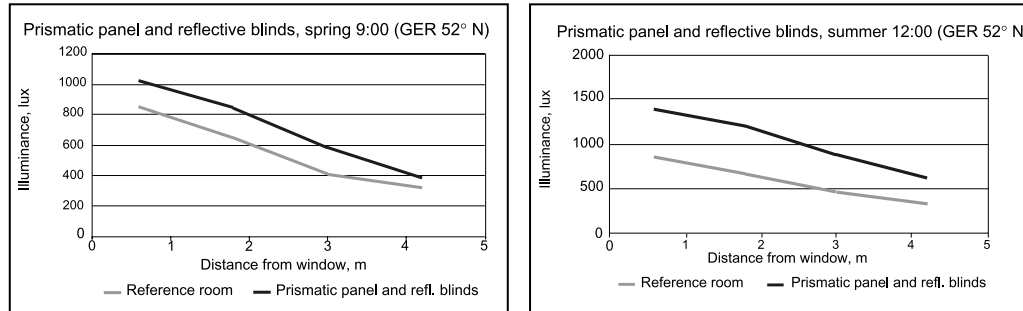 Prismatic panel and reflective blinds, spring 9:00 (GER 52° N)
1200
1000
800
600
400
200
0
Illuminance, lux
0 1 2 3 4 5
Distance from window, m
Reference room Prismatic panel and refl. blinds
Prismatic panel and reflective blinds, summer 12:00 (GER 52° N
2000
1500
1000
500
0
Illuminance, lux
0 1 2 3 4 5
Distance from window, m
Reference room Prismatic panel and refl. blinds